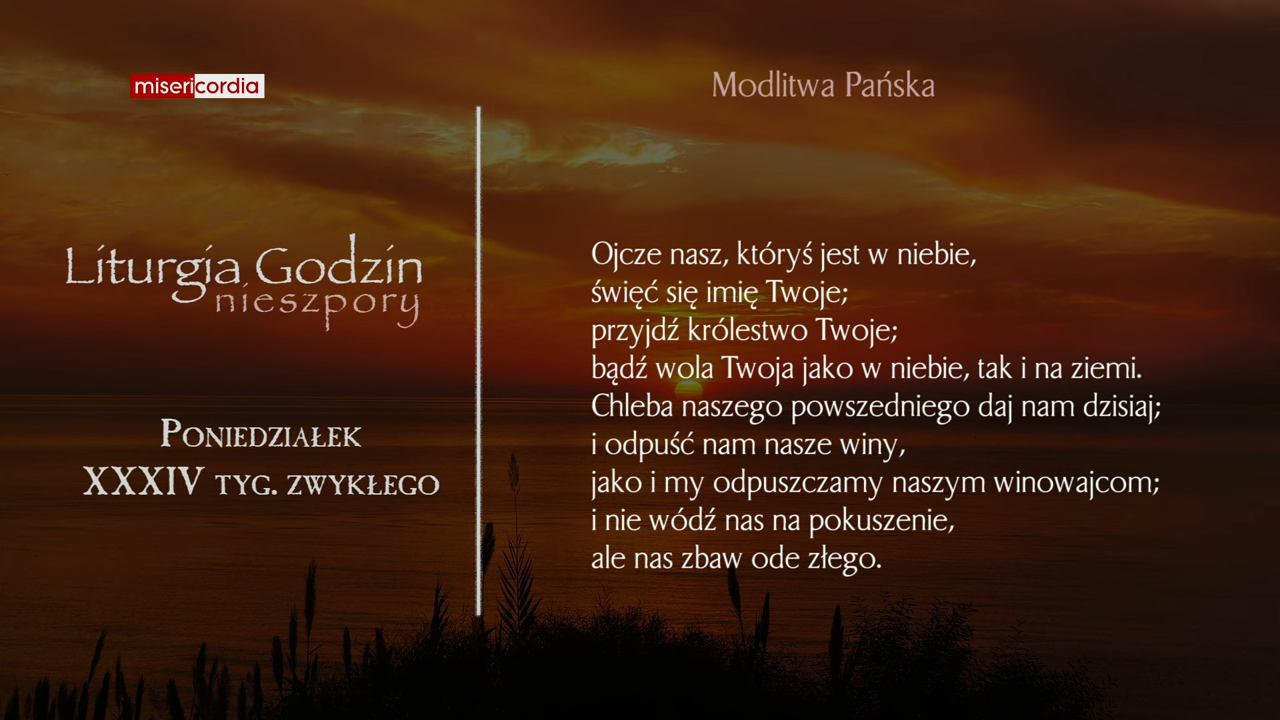 misericordia
Liturgia Godzin
nieszpory
Poniedziałek
XXXIV tyg. zwykłego
Modlitwa Pańska
Ojcze nasz, któryś jest w niebie,
święć się imię Twoje;
przyjdź królestwo Twoje;
bądź wola Twoja jako w niebie, tak i na ziemi.
Chleba naszego powszedniego daj nam dzisiaj;
i odpuść nam nasze winy,
jako i my odpuszczamy naszym winowajcom;
i nie wódź nas na pokuszenie,
ale nas zbaw ode złego.